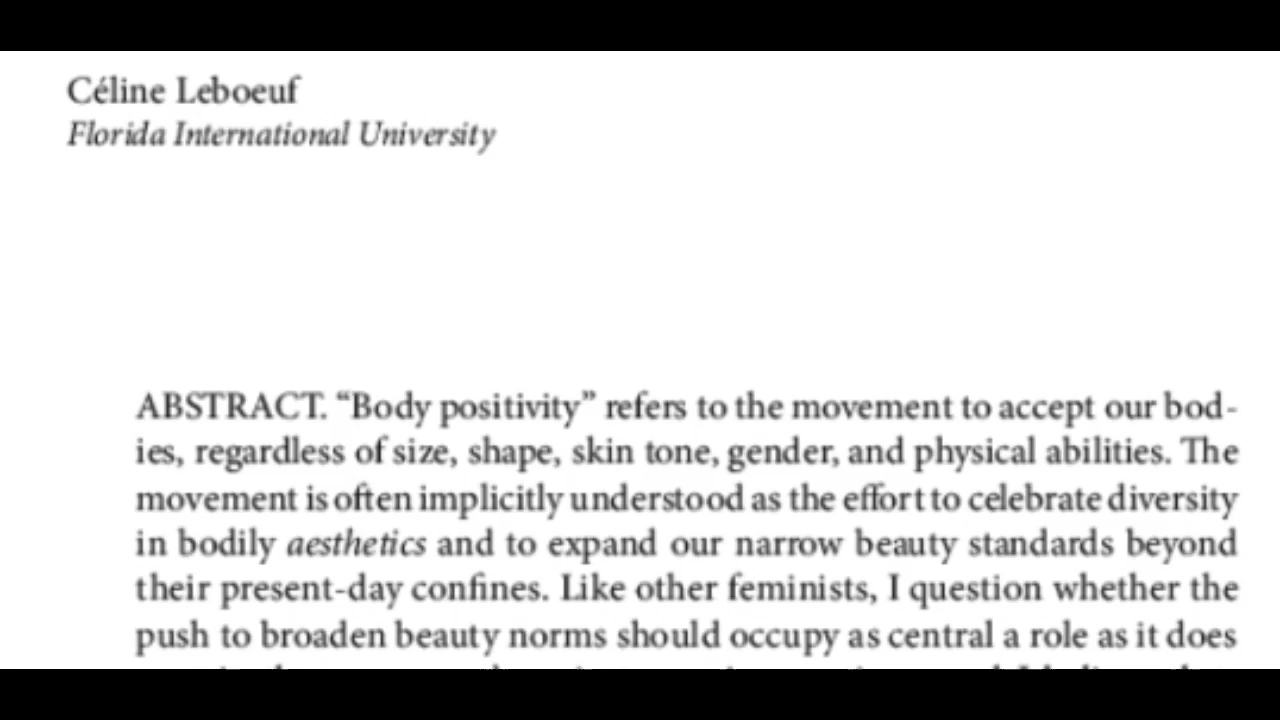 Céline Leboeuf
Florida International University
ABSTRACT. “Body positivity” refers to the movement to accept our bod-
ies, regardless of size, shape, skin tone, gender, and physical abilities. The
movement is often implicitly understood as the effort to celebrate diversity
in bodily aesthetics and to expand our narrow beauty standards beyond
their present-day confines. Like other feminists, I question whether the
push to broaden beauty norms should occupy as central a role as it does